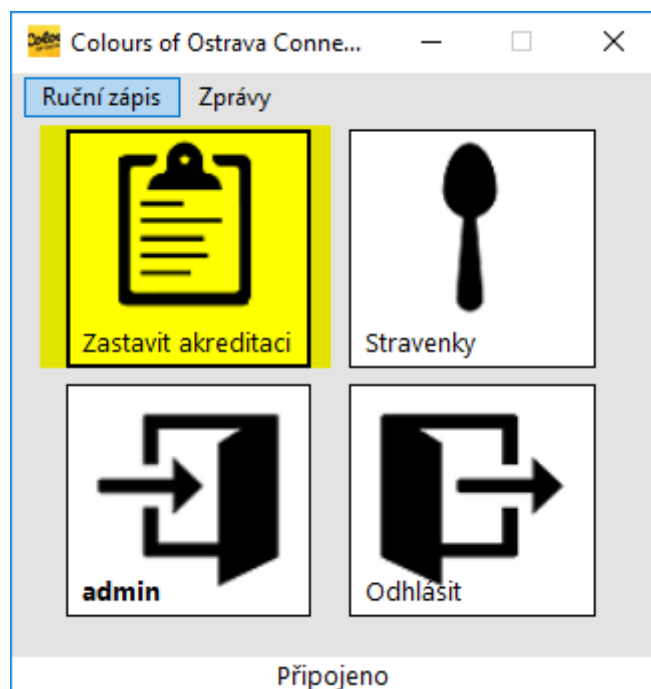 Colours of Ostrava Conne...
Ruční zápis Zprávy
Zastavit akreditaci Stravenky
admin Odhlásit
Připojeno